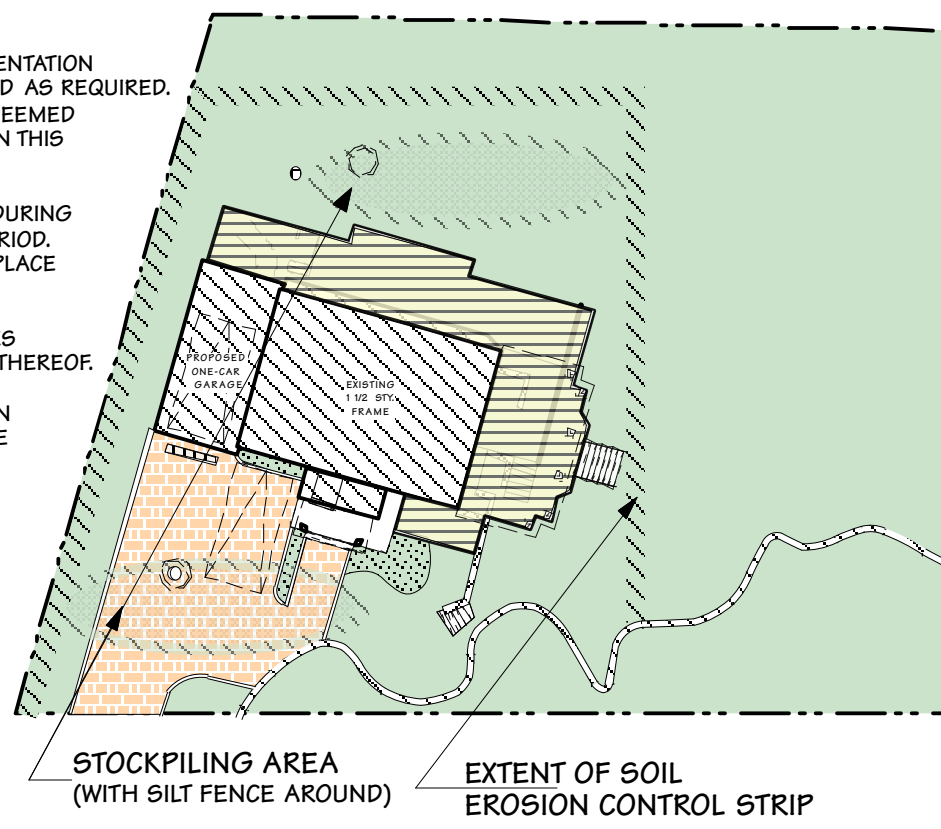 ENTATION
D AS REQUIRED.
EEMED
N THIS
DURING
RIOD.
PLACE
S
THEREOF.
N
E
PROPOSED
ONE-CAR
GARAGE
EXISTING
1 1/2 STY.
FRAME
STOCKPILING AREA
(WITH SILT FENCE AROUND)
EXTENT OF SOIL
EROSION CONTROL STRIP